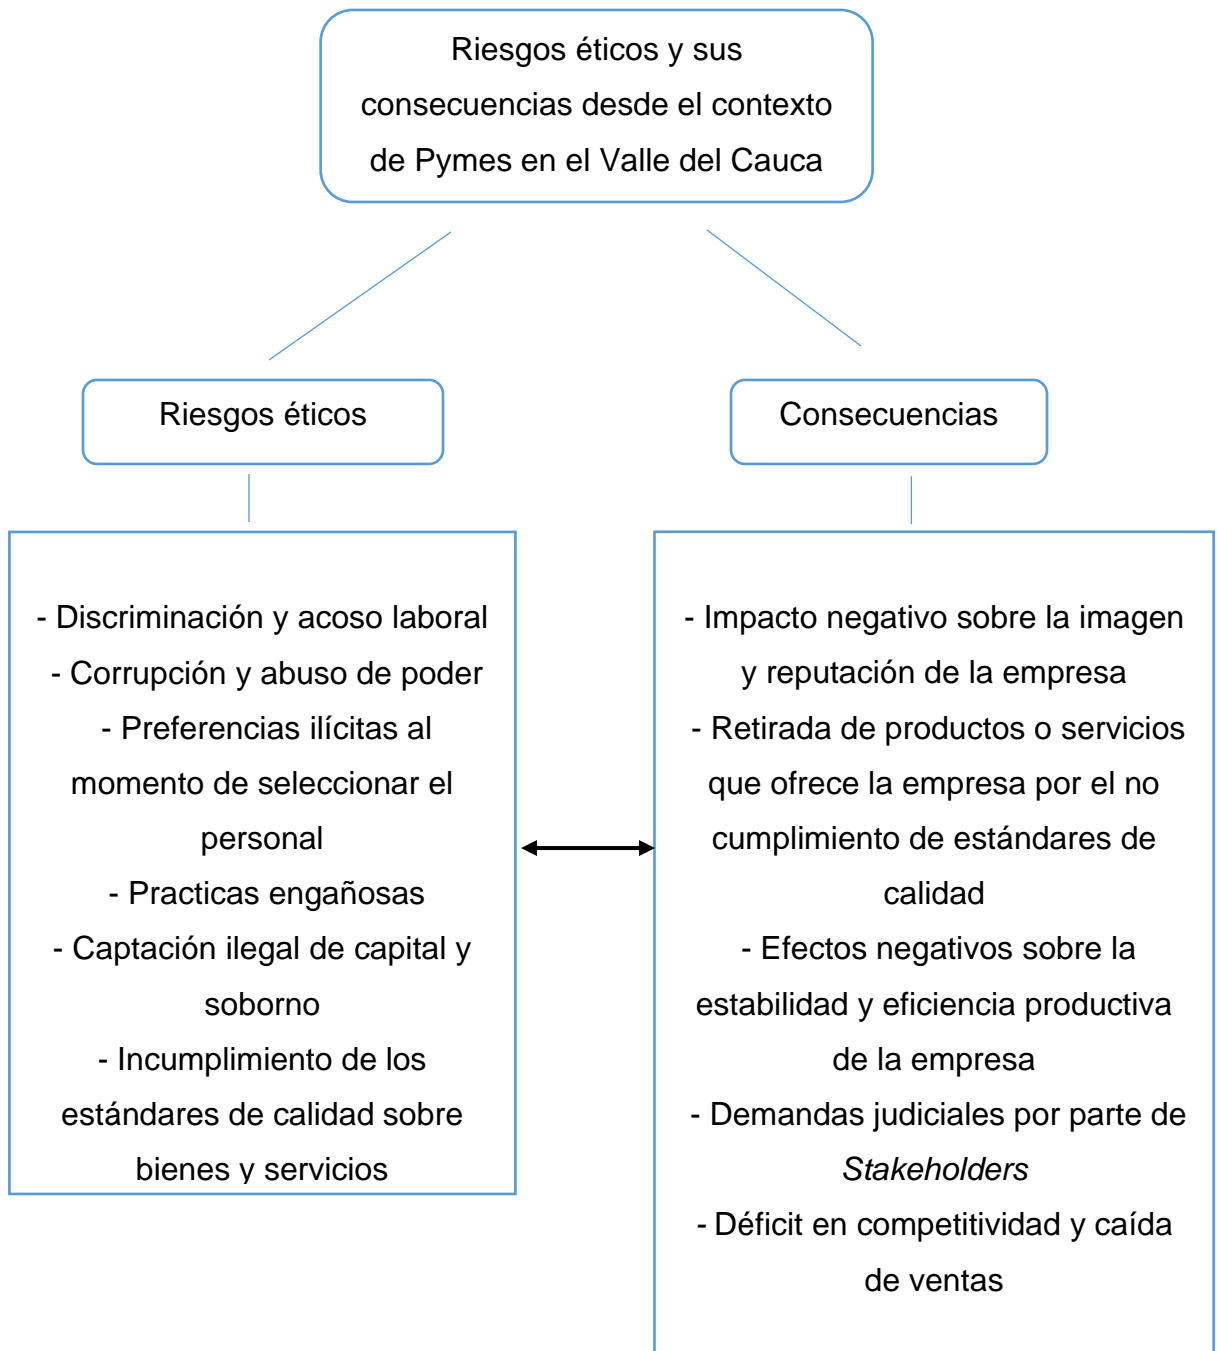 Riesgos éticos y sus
consecuencias desde el contexto
de Pymes en el Valle del Cauca
Riesgos éticos
Consecuencias
- Discriminación y acoso laboral
- Corrupción y abuso de poder
- Preferencias ilícitas al
momento de seleccionar el
personal
- Practicas engañosas
- Captación ilegal de capital y
soborno
- Incumplimiento de los
estándares de calidad sobre
bienes y servicios
- Impacto negativo sobre la imagen
y reputación de la empresa
- Retirada de productos o servicios
que ofrece la empresa por el no
cumplimiento de estándares de
calidad
- Efectos negativos sobre la
estabilidad y eficiencia productiva
de la empresa
- Demandas judiciales por parte de
Stakeholders
- Déficit en competitividad y caída
de ventas